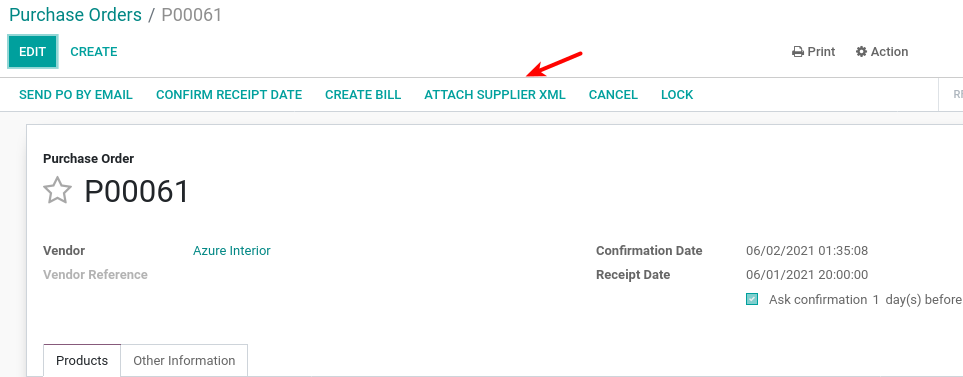 Purchase Orders / P00061
EDIT CREATE Print Action
SEND PO BY EMAIL CONFIRM RECEIPT DATE CREATE BILL ATTACH SUPPLIER XML CANCEL LOCK
Purchase Order
P00061
Vendor Azure Interior Confirmation Date 06/02/2021 01:35:08
Vendor Reference Receipt Date 06/01/2021 20:00:00
Ask confirmation 1 day(s) before
Products Other Information